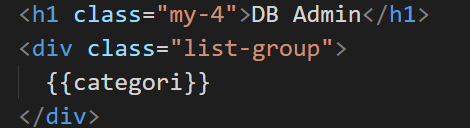 <h1 class="my-4">DB Admin</h1>
<div class="list-group">
{{categori}}
</div>